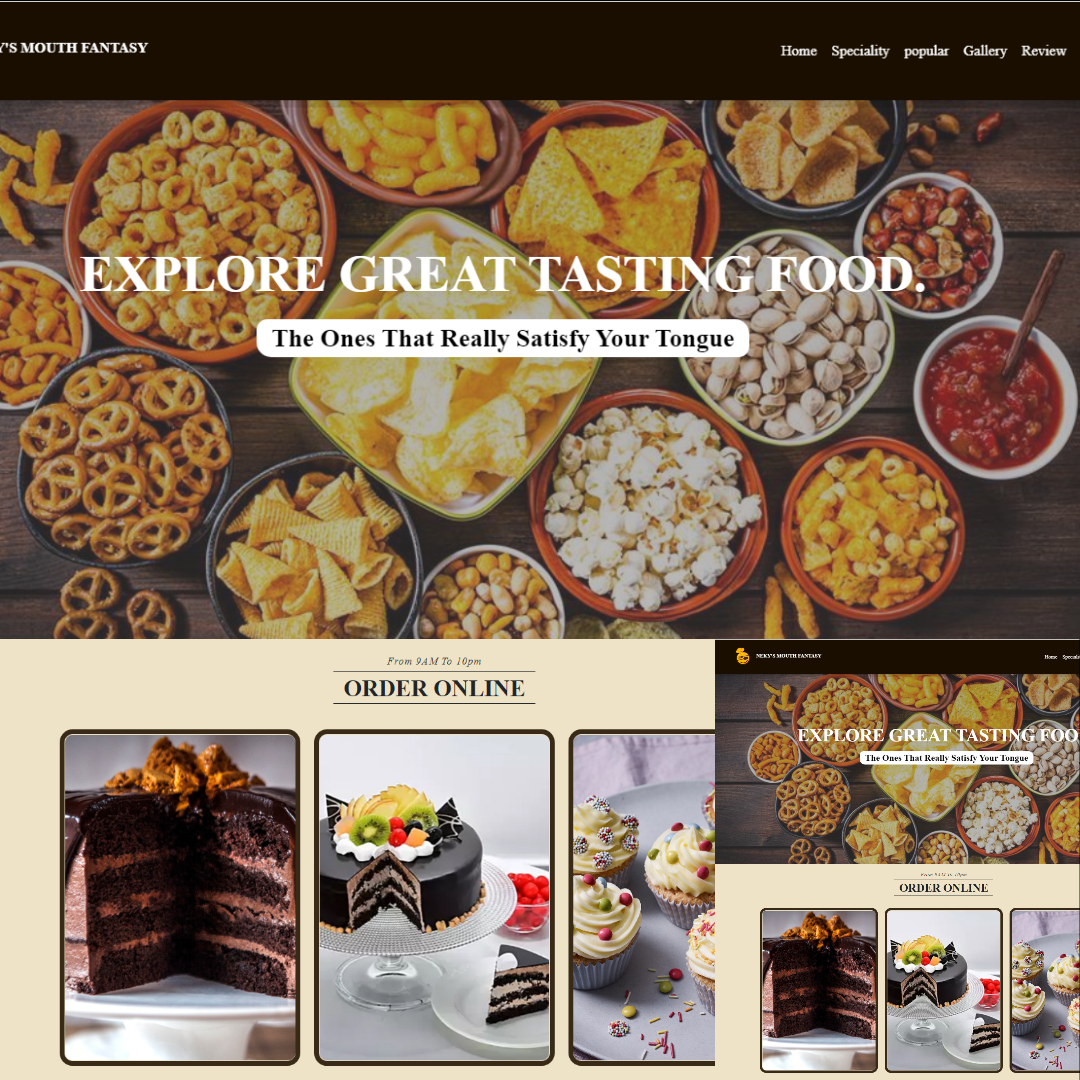 'S MOUTH FANTASY
Home Speciality popular Gallery Review
EXPLORE GREAT TASTING FOOD.
The Ones That Really Satisfy Your Tongue
From 9AM To 10pm
ORDER ONLINE
NEKY'S MOUTH FANTASY
Home Speciali
EXPLORE GREAT TASTING FOO
The Ones That Really Satisfy Your Tongue
From 9AM To 10pm
ORDER ONLINE